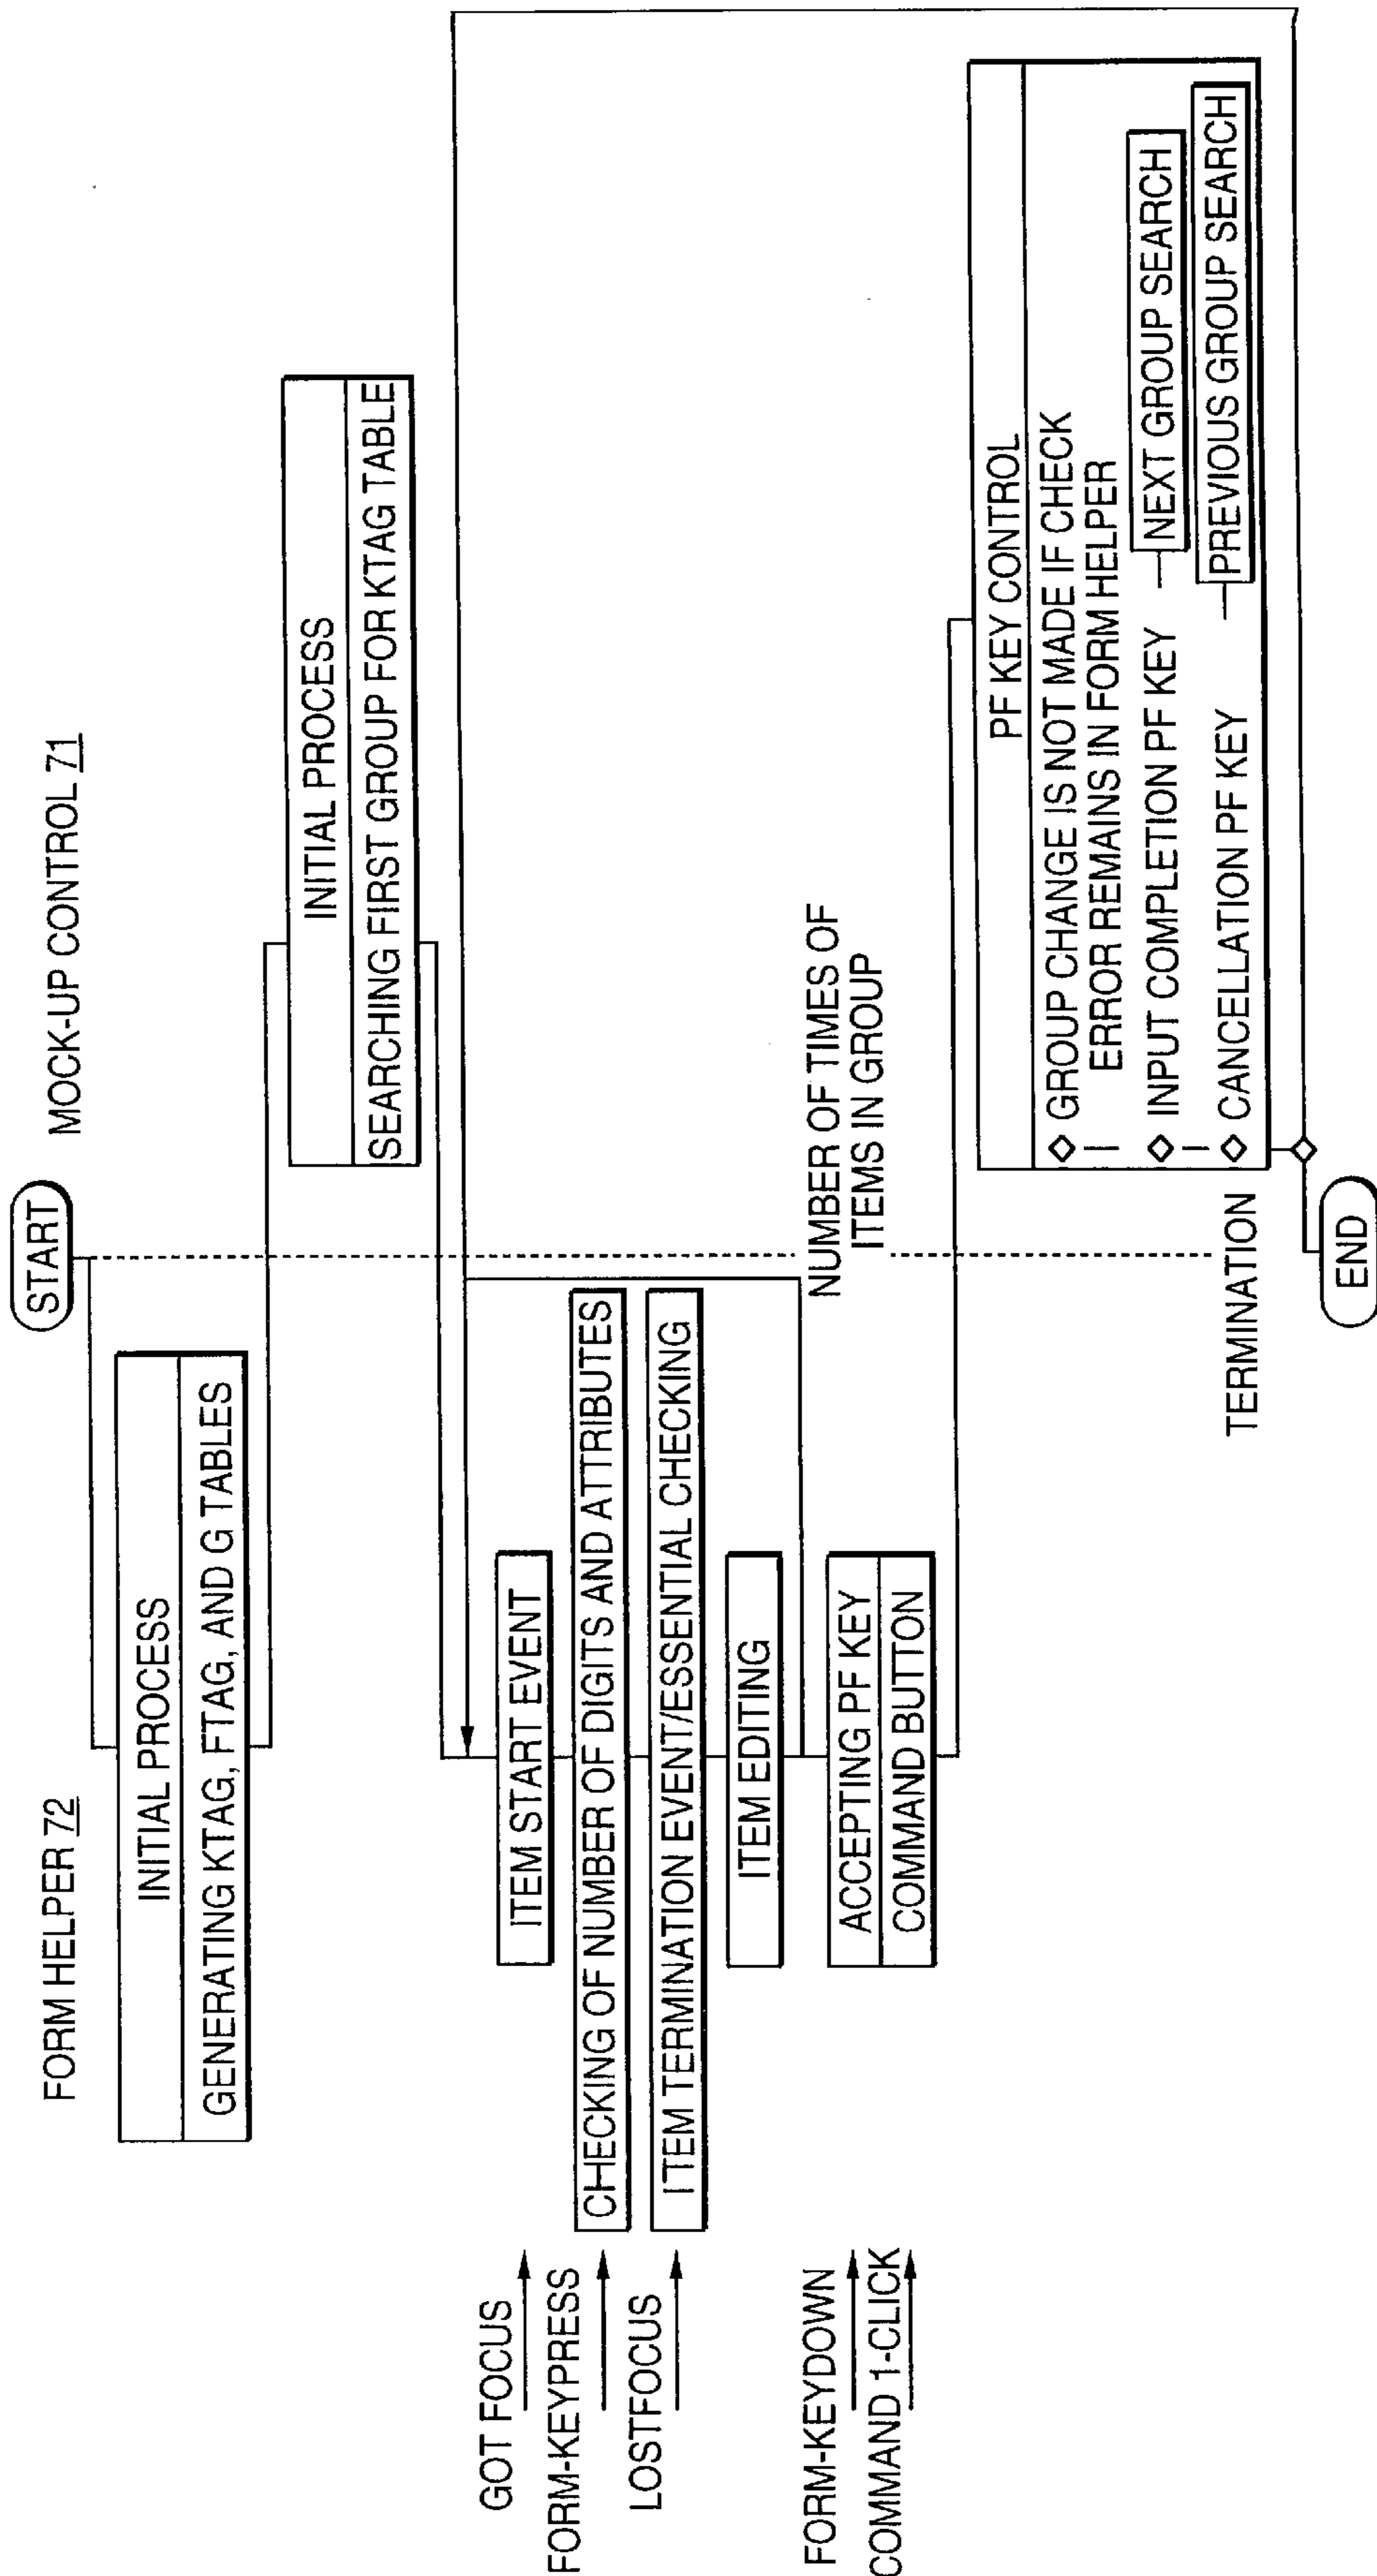 START
FORM HELPER 72
MOCK-UP CONTROL 71
INITIAL PROCESS
GENERATING KTAG, FTAG, AND G TABLES
INITIAL PROCESS
SEARCHING FIRST GROUP FOR KTAG TABLE
GOT FOCUS
ITEM START EVENT
FORM-KEYPRESS
CHECKING OF NUMBER OF DIGITS AND ATTRIBUTES
LOSTFOCUS
ITEM TERMINATION EVENT/ESSENTIAL CHECKING
ITEM EDITING
NUMBER OF TIMES OF
ITEMS IN GROUP
FORM-KEYDOWN
ACCEPTING PF KEY
COMMAND 1-CLICK
COMMAND BUTTON
PF KEY CONTROL
GROUP CHANGE IS NOT MADE IF CHECK
ERROR REMAINS IN FORM HELPER
INPUT COMPLETION PF KEY
NEXT GROUP SEARCH
CANCELLATION PF KEY
PREVIOUS GROUP SEARCH
TERMINATION
END